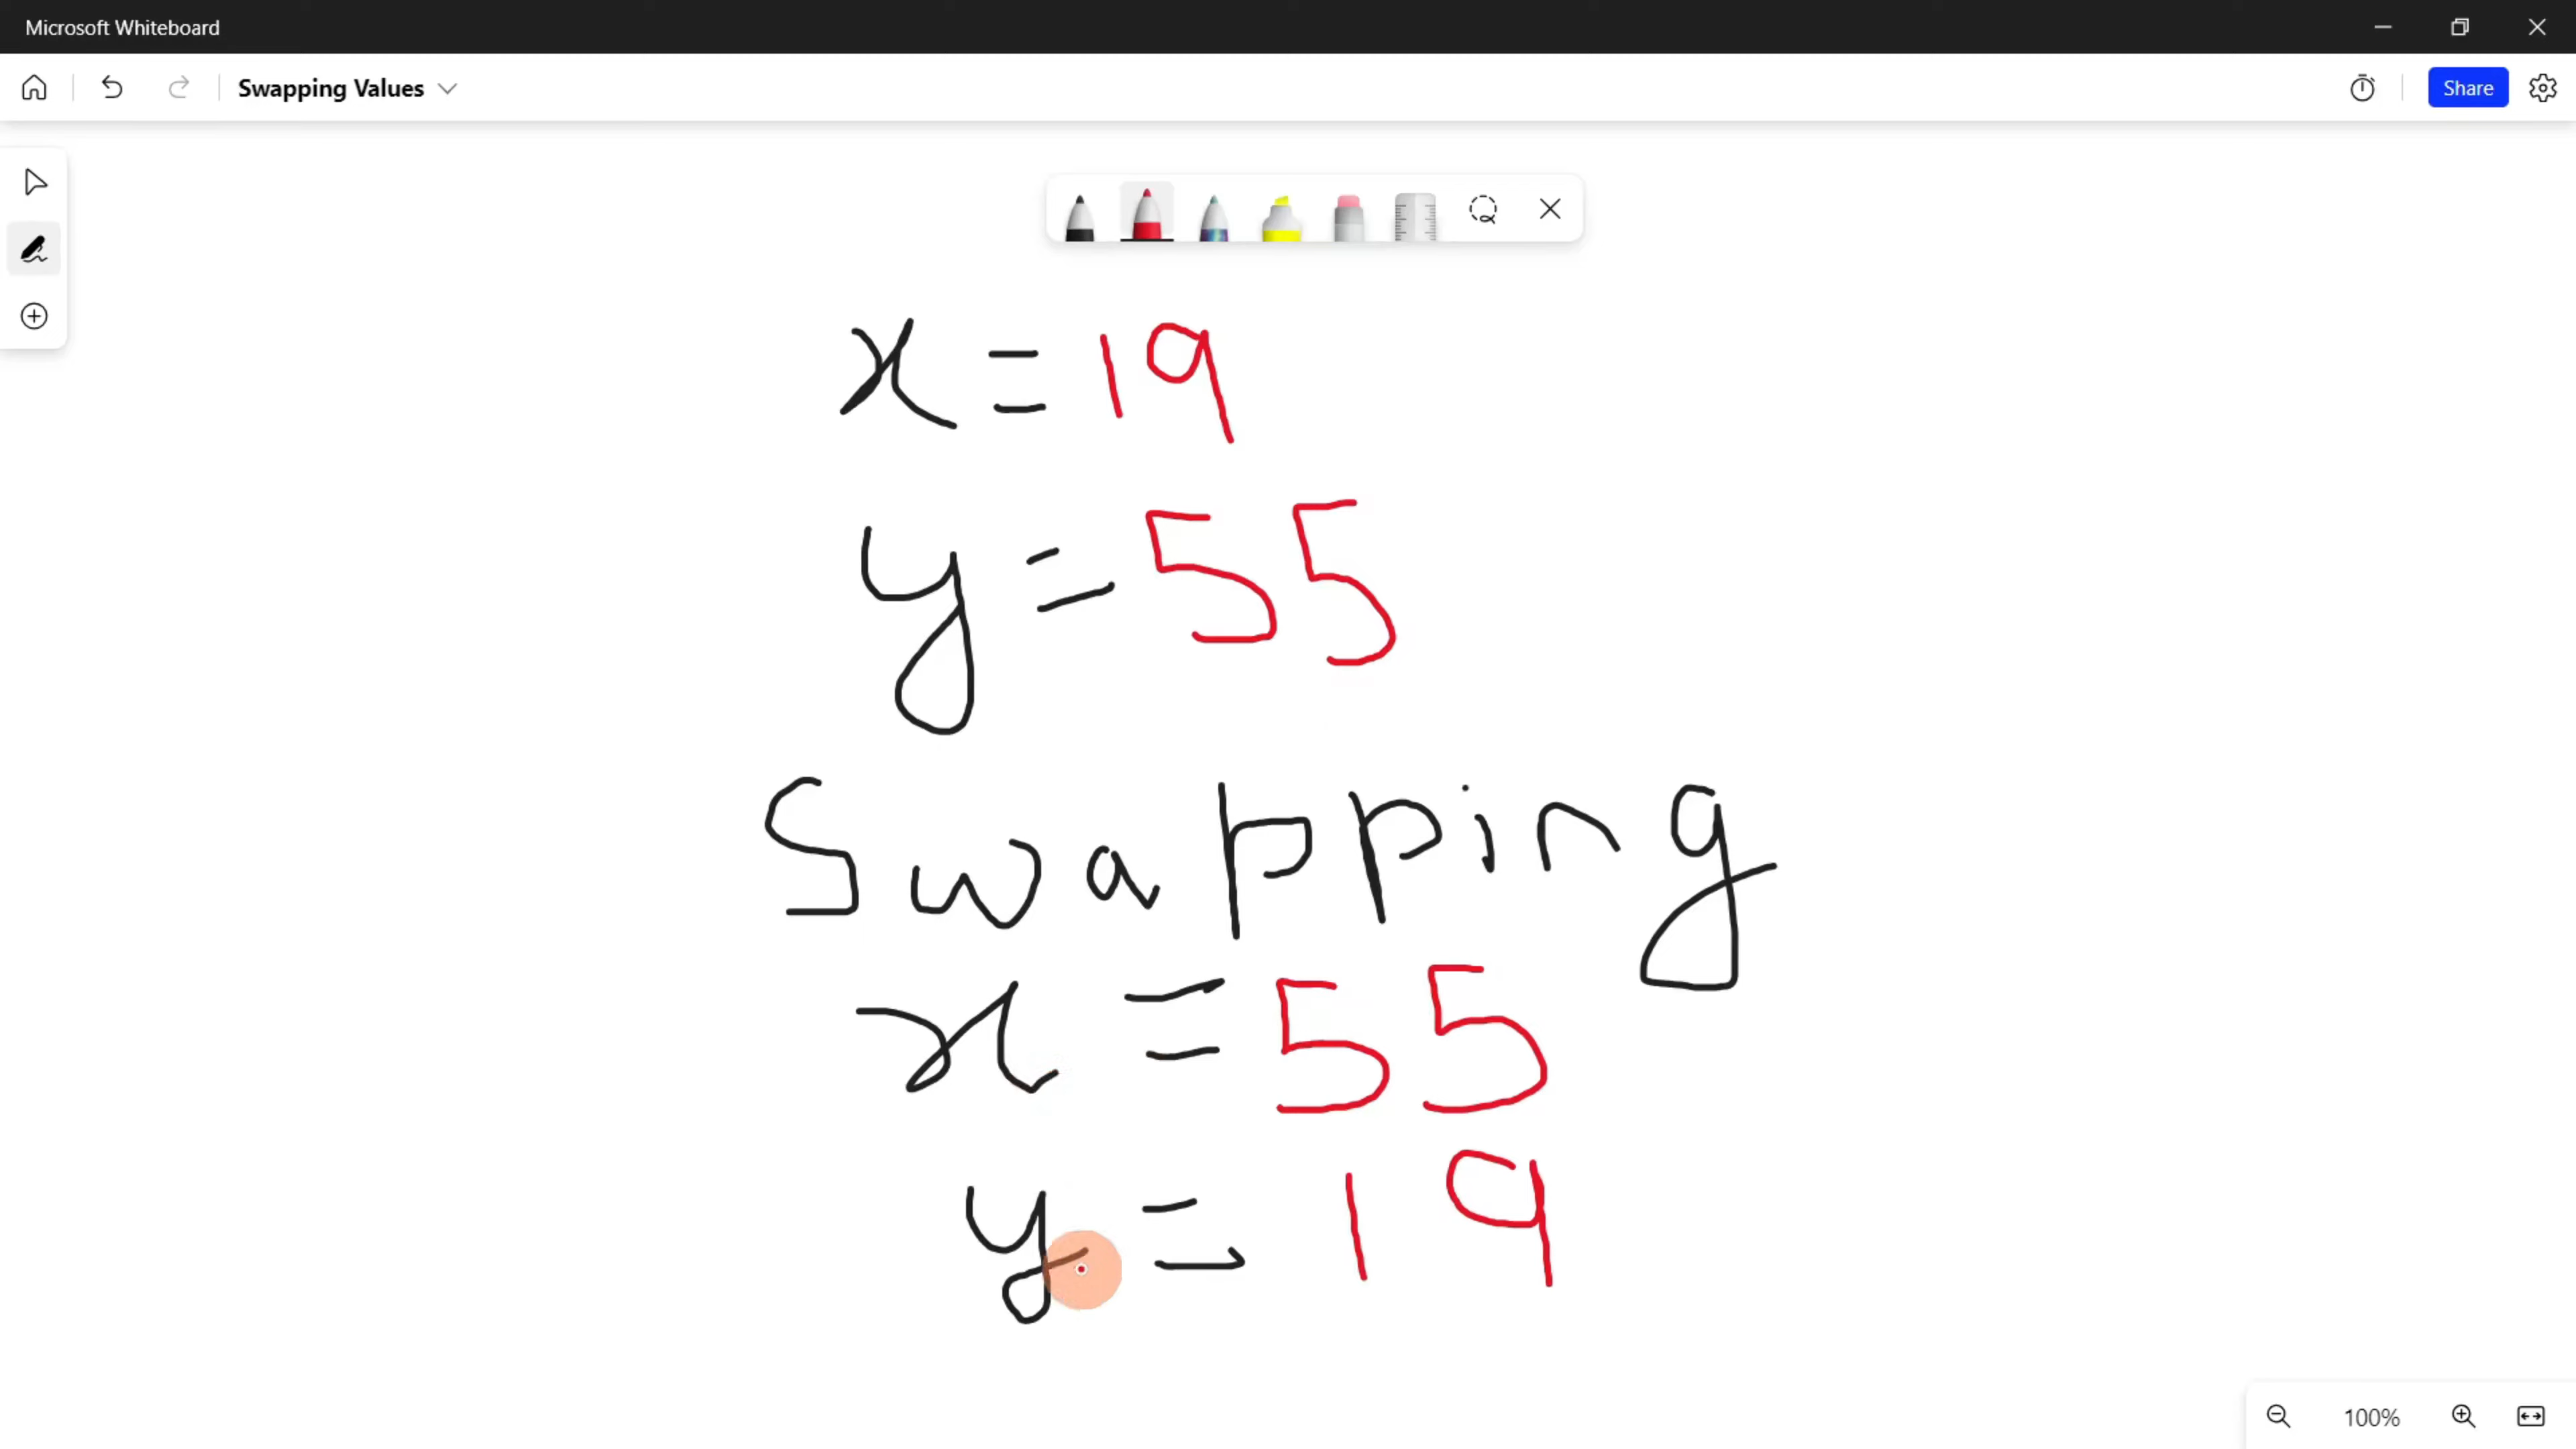 Microsoft Whiteboard
Swapping Values
Share
x = 19
y = 55
Swapping
x = 55
y = 19
100%